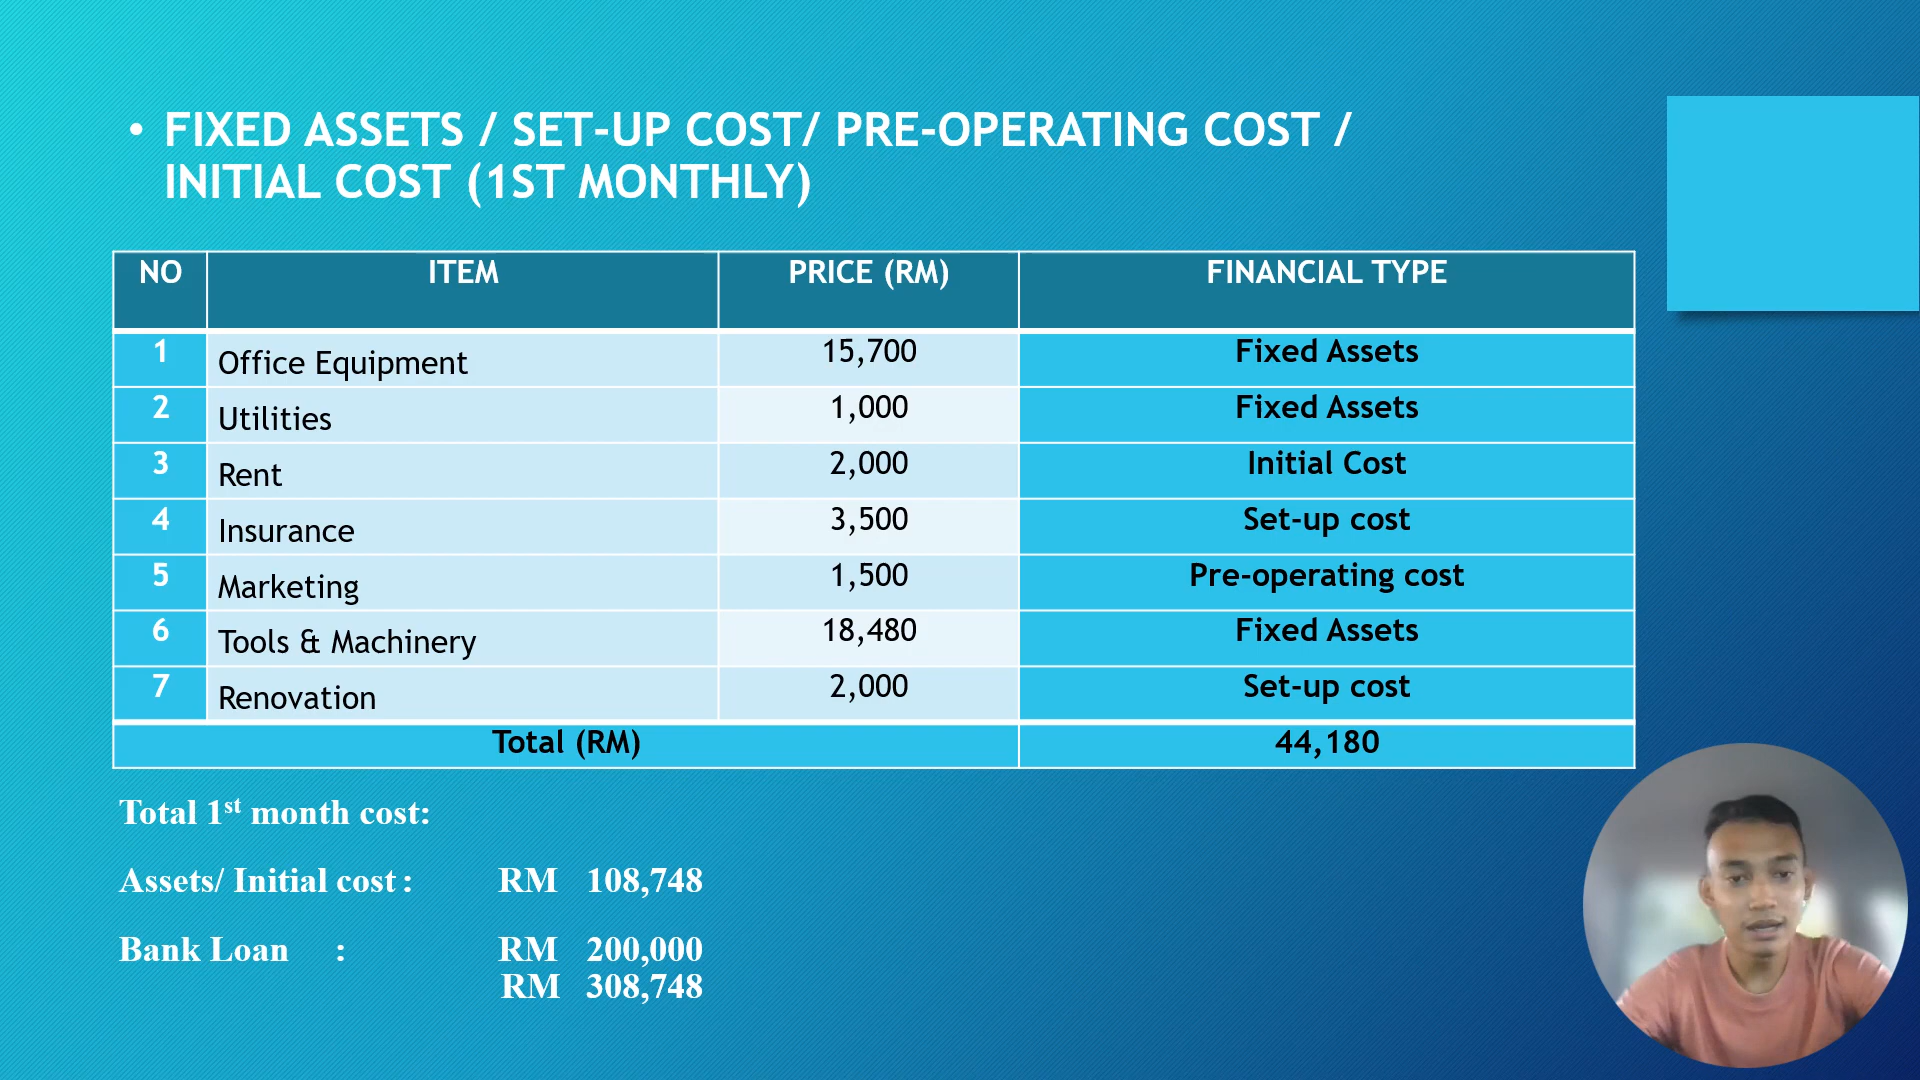 • FIXED ASSETS / SET-UP COST/ PRE-OPERATING COST /
INITIAL COST (1ST MONTHLY)
NO ITEM PRICE (RM) FINANCIAL TYPE
1 Office Equipment 15,700 Fixed Assets
2 Utilities 1,000 Fixed Assets
3 Rent 2,000 Initial Cost
4 Insurance 3,500 Set-up cost
5 Marketing 1,500 Pre-operating cost
6 Tools & Machinery 18,480 Fixed Assets
7 Renovation 2,000 Set-up cost
Total (RM) 44,180
Total 1st month cost:
Assets/ Initial cost : RM 108,748
Bank Loan : RM 200,000
RM 308,748